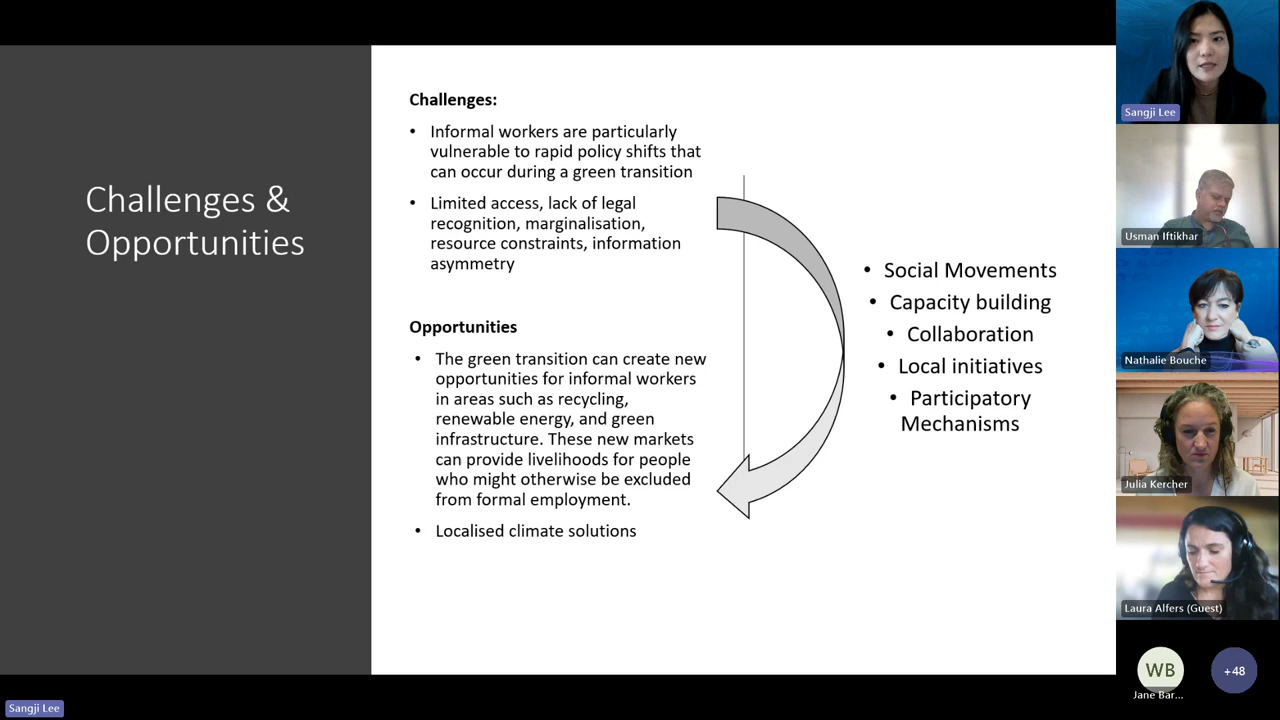 Challenges &
Opportunities
Challenges:
• Informal workers are particularly
vulnerable to rapid policy shifts that
can occur during a green transition
• Limited access, lack of legal
recognition, marginalisation,
resource constraints, information
asymmetry
Opportunities
• The green transition can create new
opportunities for informal workers
in areas such as recycling,
renewable energy, and green
infrastructure. These new markets
can provide livelihoods for people
who might otherwise be excluded
from formal employment.
• Localised climate solutions
• Social Movements
• Capacity building
• Collaboration
• Local initiatives
• Participatory
Mechanisms
Sangji Lee
Usman Iftikhar
Nathalie Bouche
Julia Kercher
Laura Alfers (Guest)
WB
Jane Bar...
+48
Sangji Lee